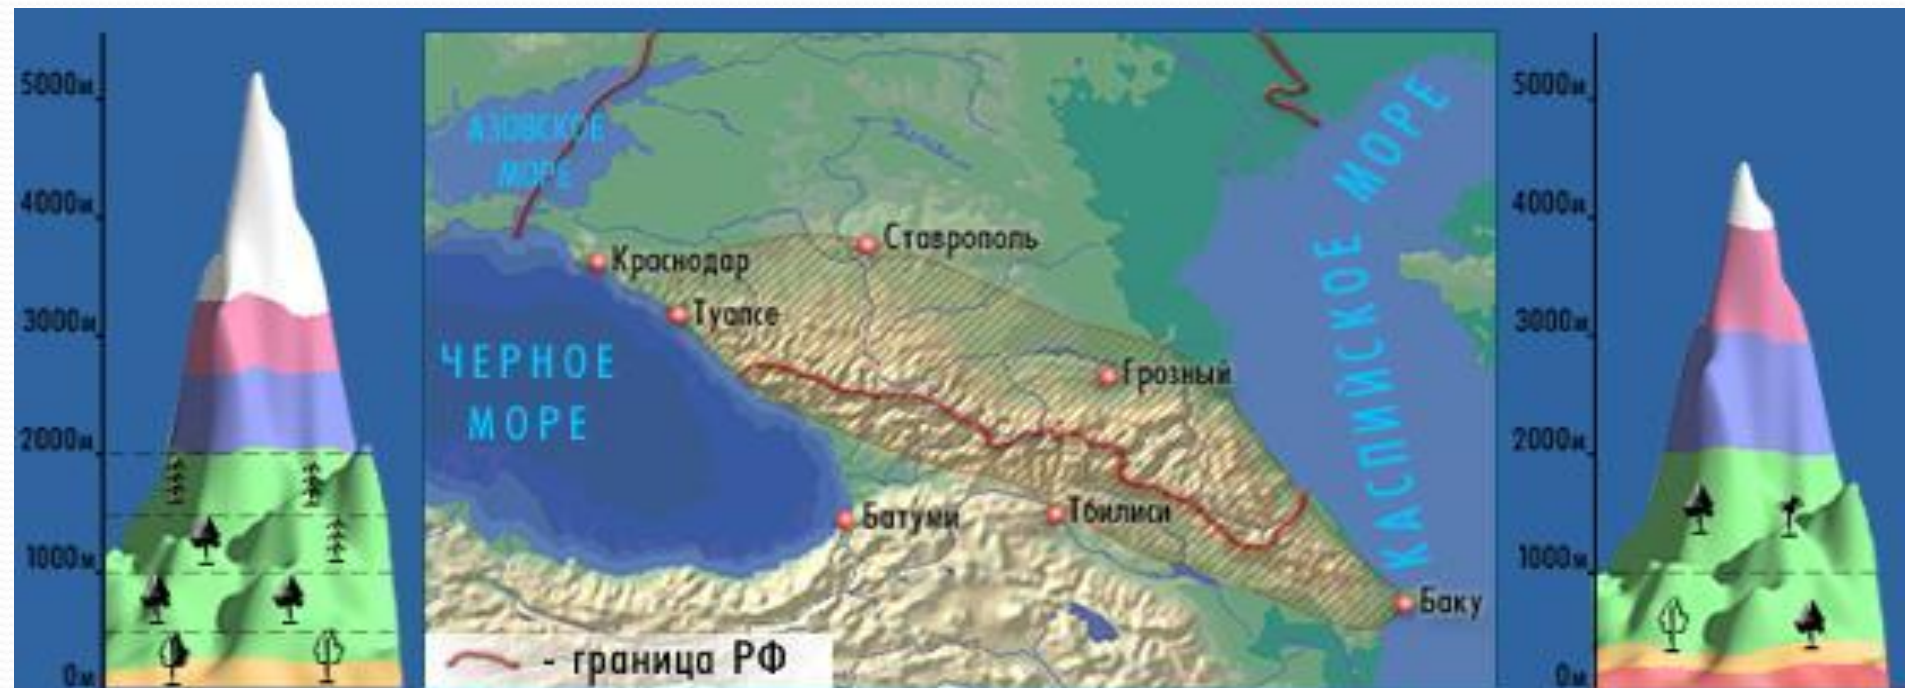 5000м
4000м
3000м
2000м
1000м
0м
АЗОВСКОЕ
МОРЕ
Ставрополь
Краснодар
Туапсе
ЧЕРНОЕ
МОРЕ
Грозный
КАСПИЙСКОЕ МОРЕ
Батуми
Тбилиси
Баку
- граница РФ
5000м
4000м
3000м
2000м
1000м
0м